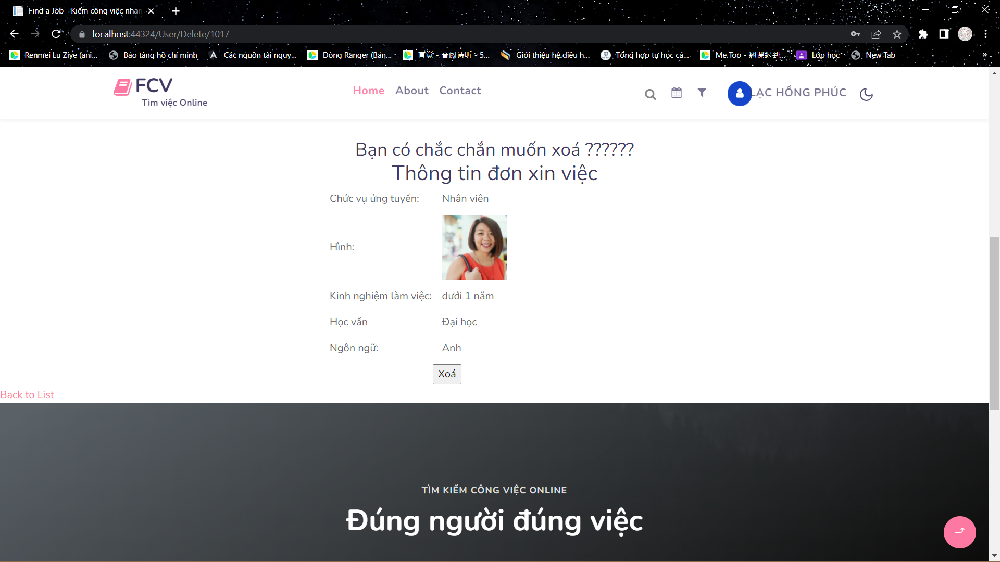 Find a Job - Kiếm công việc nhan
localhost:44324/User/Delete/1017
Renmei Lu Ziye (ani...
Bảo tàng hồ chí minh
Các nguồn tài nguy...
Dòng Ranger (Bản...
直觉 - 音阙诗听 - 5...
Giới thiệu hệ điều h...
Tổng hợp tự học cá...
Me.Too - 翘课迟到...
Lớp học
New Tab
»
FCV
Tìm việc Online
Home
About
Contact
LẠC HỒNG PHÚC
Bạn có chắc chắn muốn xoá ??????
Thông tin đơn xin việc
Chức vụ ứng tuyển: Nhân viên
Hình:
Kinh nghiệm làm việc: dưới 1 năm
Học vấn Đại học
Ngôn ngữ: Anh
Xoá
Back to List
TÌM KIẾM CÔNG VIỆC ONLINE
Đúng người đúng việc